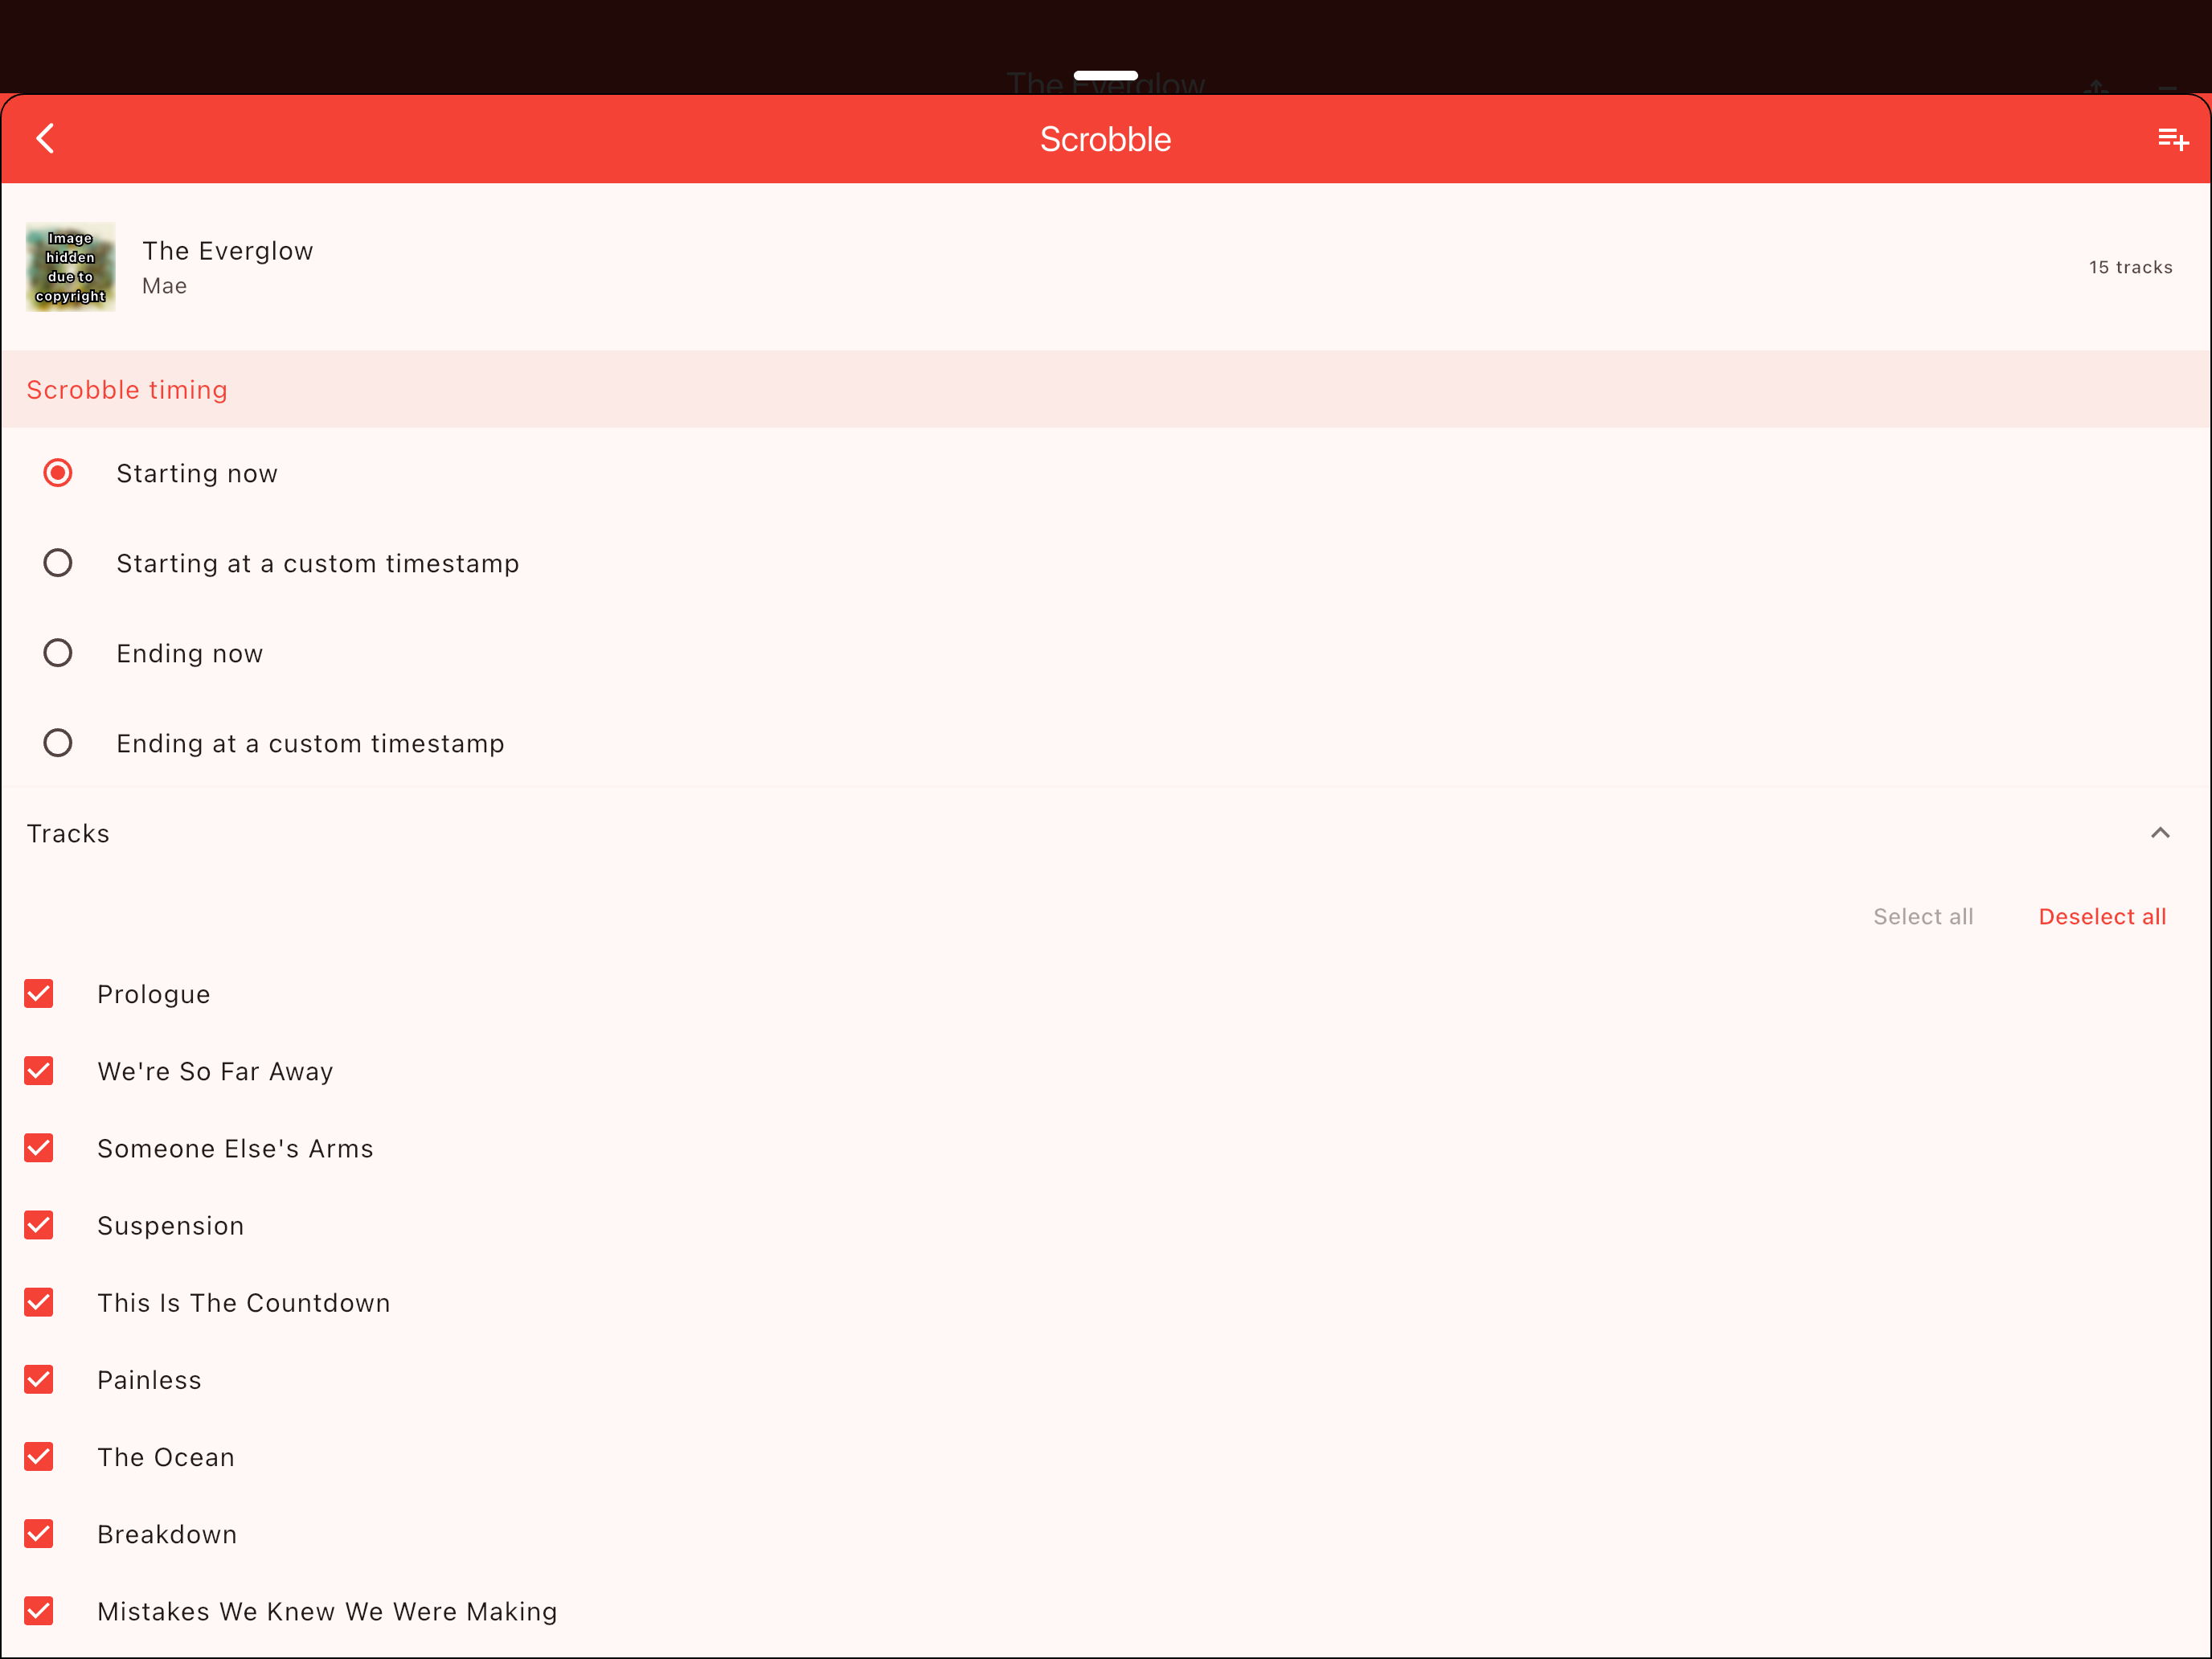 The Everglow
Scrobble
Image
hidden
due to
copyright
The Everglow
Mae
15 tracks
Scrobble timing
Starting now
Starting at a custom timestamp
Ending now
Ending at a custom timestamp
Tracks
Select all
Deselect all
Prologue
We're So Far Away
Someone Else's Arms
Suspension
This Is The Countdown
Painless
The Ocean
Breakdown
Mistakes We Knew We Were Making